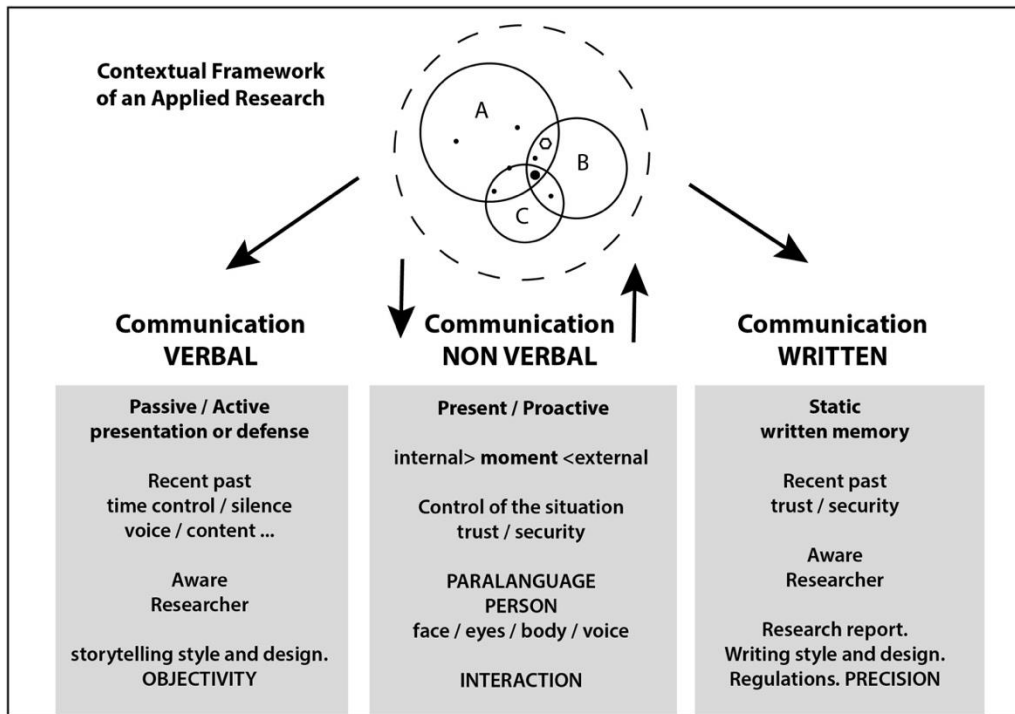 Contextual Framework
of an Applied Research
A
B
C
Communication
VERBAL
Passive / Active
presentation or defense
Recent past
time control / silence
voice / content ...
Aware
Researcher
storytelling style and design.
OBJECTIVITY
Communication
NON VERBAL
Present / Proactive
internal> moment <external
Control of the situation
trust / security
PARALANGUAGE
PERSON
face / eyes / body / voice
INTERACTION
Communication
WRITTEN
Static
written memory
Recent past
trust / security
Aware
Researcher
Research report.
Writing style and design.
Regulations. PRECISION